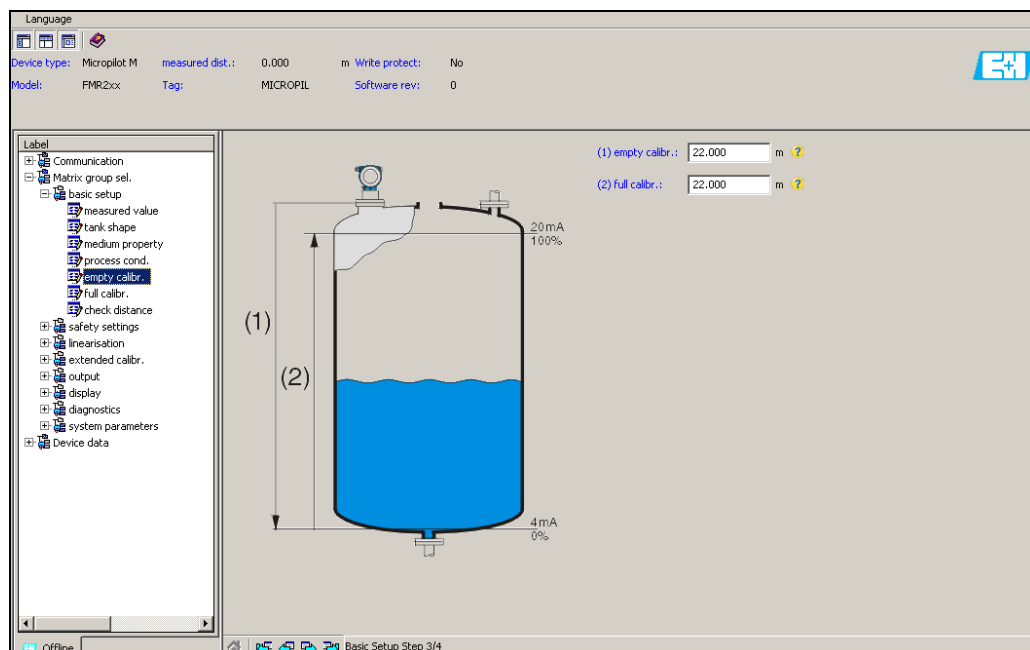 Language
Device type: Micropilot M measured dist.: 0.000 m Write protect: No
Model: FMR2xx Tag: MICROPIL Software rev: 0
E+H
Label
Communication
Matrix group sel.
basic setup
measured value
tank shape
medium property
process cond.
empty calibr.
full calibr.
check distance
safety settings
linearisation
extended calibr.
output
display
diagnostics
system parameters
Device data
(1) empty calibr.: 22.000 m ?
(2) full calibr.: 22.000 m ?
20mA
100%
(1)
(2)
4mA
0%
Offline
Basic Setup Step 3/4